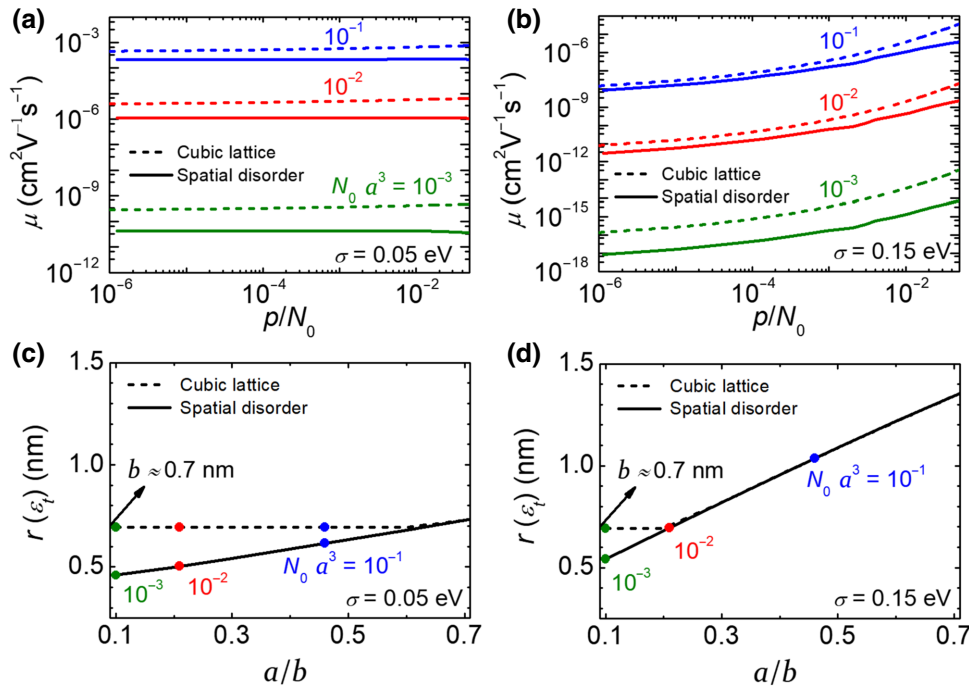 (a)
10⁻³
10⁻⁶
10⁻⁹
10⁻¹²
μ (cm²V⁻¹s⁻¹)
10⁻¹
10⁻²
Cubic lattice
Spatial disorder
N₀ a³ = 10⁻³
σ = 0.05 eV
10⁻⁶
10⁻⁴
10⁻²
p/N₀
(b)
10⁻⁶
10⁻⁹
10⁻¹²
10⁻¹⁵
10⁻¹⁸
μ (cm²V⁻¹s⁻¹)
10⁻¹
10⁻²
Cubic lattice
Spatial disorder
10⁻³
σ = 0.15 eV
10⁻⁶
10⁻⁴
10⁻²
p/N₀
(c)
1.5
1.0
0.5
r (εₜ) (nm)
Cubic lattice
Spatial disorder
b ≈ 0.7 nm
10⁻³
10⁻²
N₀ a³ = 10⁻¹
σ = 0.05 eV
0.1
0.3
0.5
0.7
a/b
(d)
1.5
1.0
0.5
r (εₜ) (nm)
Cubic lattice
Spatial disorder
b ≈ 0.7 nm
N₀ a³ = 10⁻¹
10⁻²
10⁻³
σ = 0.15 eV
0.1
0.3
0.5
0.7
a/b